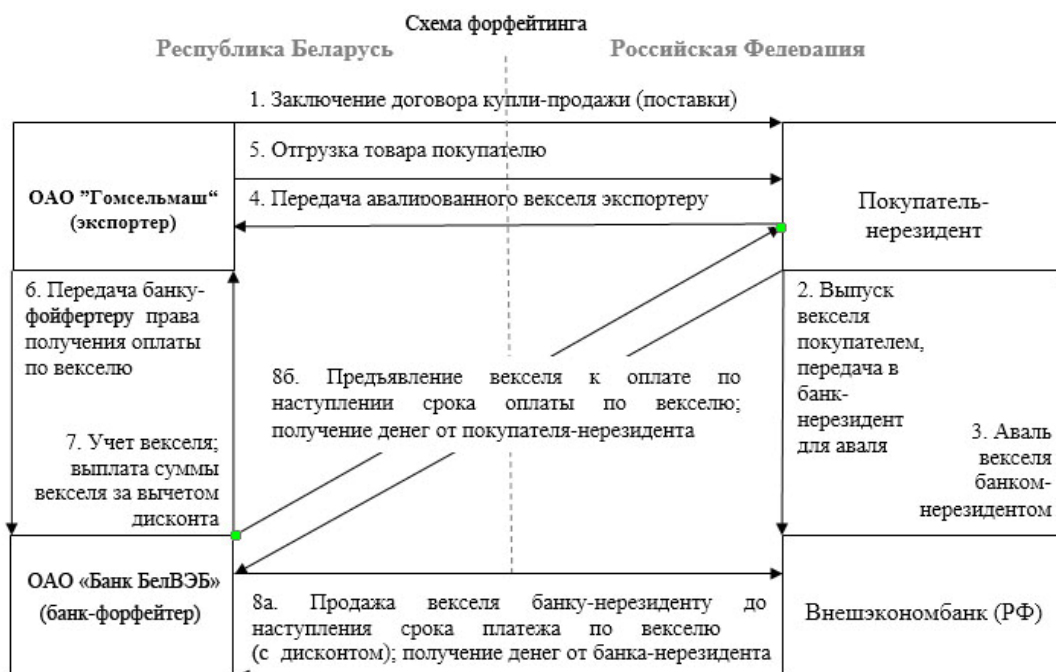 Схема форфейтинга
Республика Беларусь
Российская Федерация
1. Заключение договора купли-продажи (поставки)
5. Отгрузка товара покупателю
4. Передача авалированного векселя экспортеру
ОАО ”Гомсельмаш“
(экспортер)
Покупатель-
нерезидент
6. Передача банку-
фойфертеру права
получения оплаты
по векселю
7. Учет векселя;
выплата суммы
векселя за вычетом
дисконта
8б. Предъявление векселя к оплате по
наступлении срока оплаты по векселю;
получение денег от покупателя-нерезидента
2. Выпуск
векселя
покупателем,
передача в
банк-
нерезидент
для аваля
3. Аваль
векселя
банком-
нерезидентом
ОАО «Банк БелВЭБ»
(банк-форфейтер)
8а. Продажа векселя банку-нерезиденту до
наступления срока платежа по векселю
(с дисконтом); получение денег от банка-нерезидента
Внешэкономбанк (РФ)